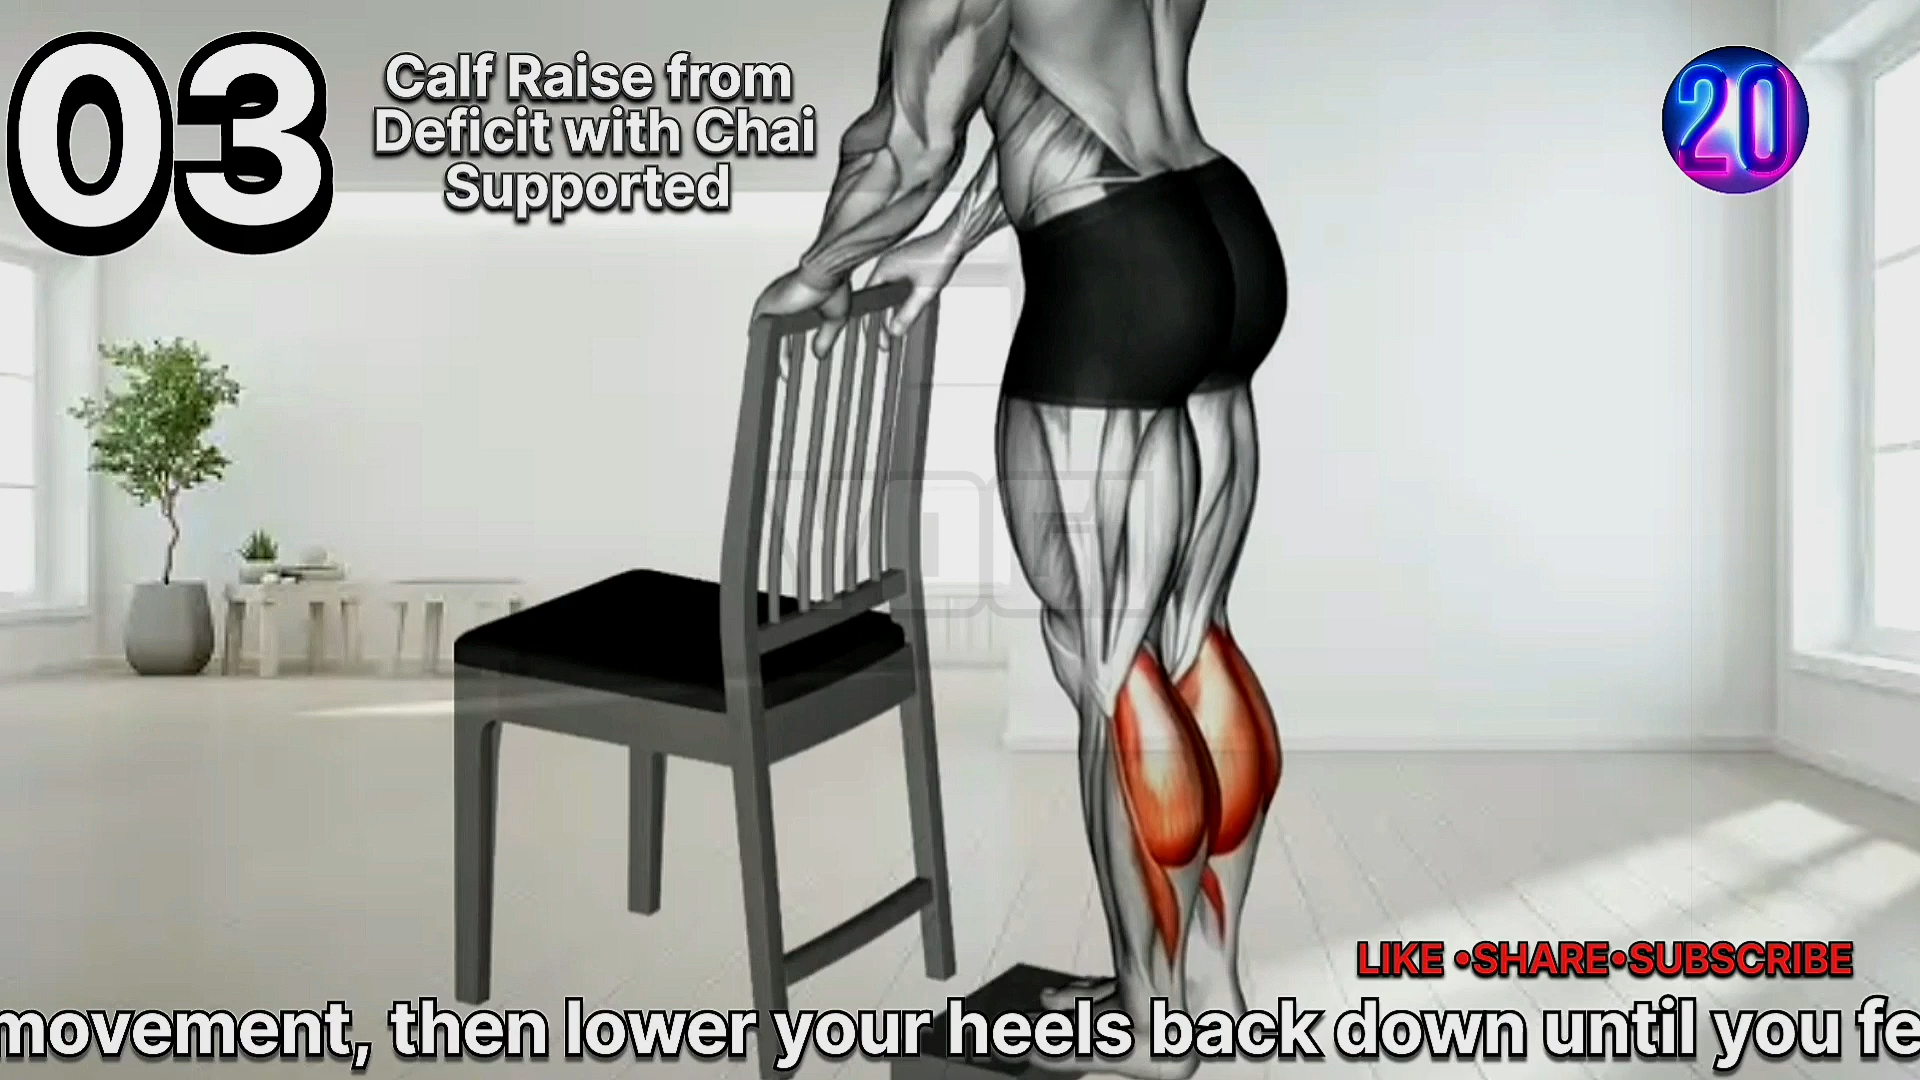 03
Calf Raise from
Deficit with Chai
Supported
20
LIKE •SHARE•SUBSCRIBE
movement, then lower your heels back down until you fe